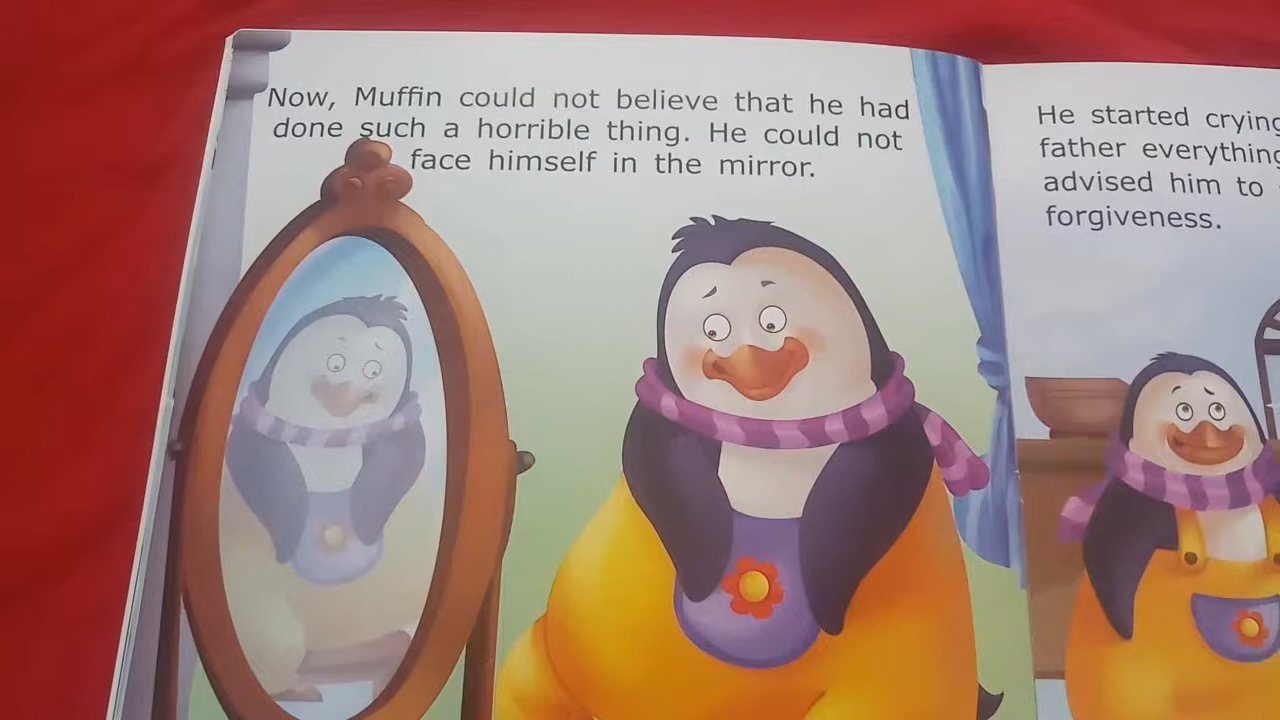 Now, Muffin could not believe that he had
done such a horrible thing. He could not
face himself in the mirror.
He started crying
father everything
advised him to
forgiveness.